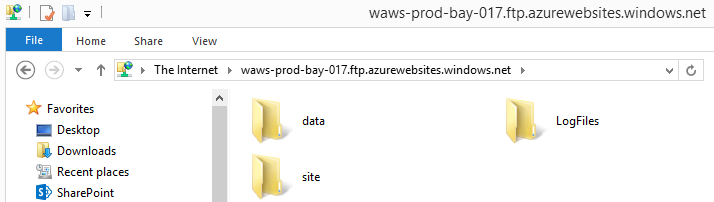 waws-prod-bay-017.ftp.azurewebsites.windows.net
File Home Share View
The Internet waws-prod-bay-017.ftp.azurewebsites.windows.net
Favorites
Desktop
Downloads
Recent places
SharePoint
data
LogFiles
site